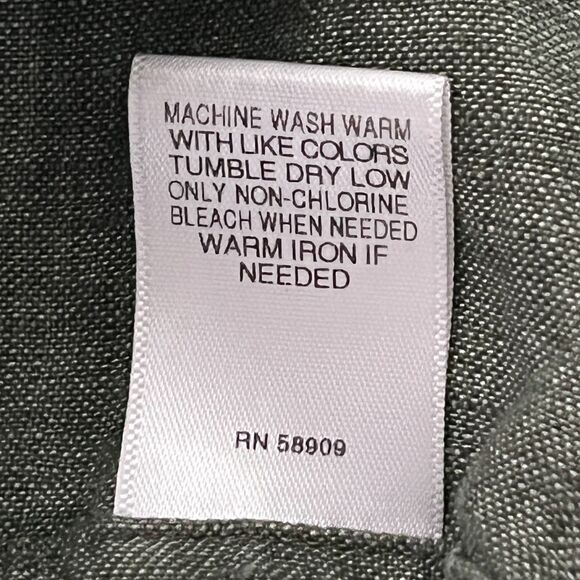 MACHINE WASH WARM
WITH LIKE COLORS
TUMBLE DRY LOW
ONLY NON-CHLORINE
BLEACH WHEN NEEDED
WARM IRON IF
NEEDED
RN 58909